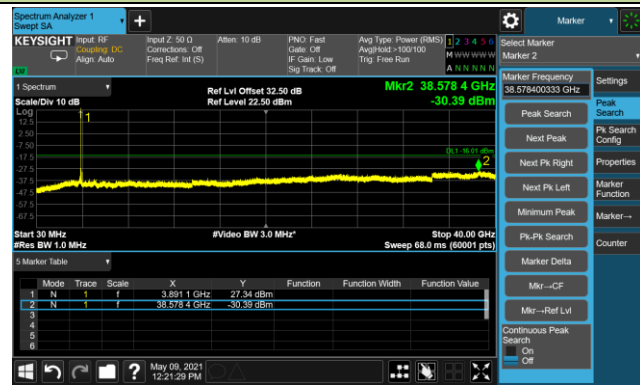 Spectrum Analyzer 1
Swept SA
Marker
KEYSIGHT
Input: RF
Coupling: DC
Align: Auto
Input Z: 50 Ω
Corrections: Off
Freq Ref: Int (S)
Atten: 10 dB
PNO: Fast
Gate: Off
IF Gain: Low
Sig Track: Off
Avg Type: Power (RMS)
Avg|Hold:>100/100
Trig: Free Run
1 2 3 4 5 6
M W W W W W
A N N N N N
Select Marker
Marker 2
LXI
1 Spectrum
Scale/Div 10 dB
Ref Lvl Offset 32.50 dB
Ref Level 22.50 dBm
Mkr2 38.578 4 GHz
-30.39 dBm
Log
12.5
2.50
-7.50
-17.5
-27.5
-37.5
-47.5
-57.5
-67.5
1
DL1 -16.01 dBm
2
Start 30 MHz
#Res BW 1.0 MHz
#Video BW 3.0 MHz*
Stop 40.00 GHz
Sweep 68.0 ms (60001 pts)
5 Marker Table
Mode Trace Scale X Y Function Function Width Function Value
1 N 1 f 3.891 1 GHz 27.34 dBm
2 N 1 f 38.578 4 GHz -30.39 dBm
3
4
5
6
May 09, 2021
12:21:29 PM
Marker Frequency
38.578400333 GHz
Peak Search
Next Peak
Next Pk Right
Next Pk Left
Minimum Peak
Pk-Pk Search
Marker Delta
Mkr→CF
Mkr→Ref Lvl
Continuous Peak
Search
On
Off
Settings
Peak
Search
Pk Search
Config
Properties
Marker
Function
Marker→
Counter